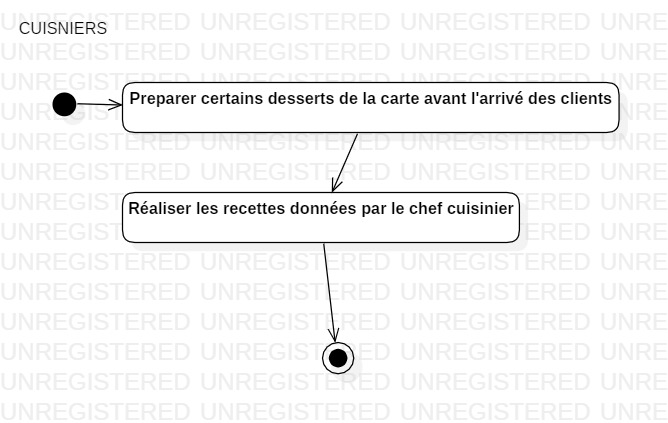 CUISNIERS
Preparer certains desserts de la carte avant l'arrivé des clients
Réaliser les recettes données par le chef cuisinier